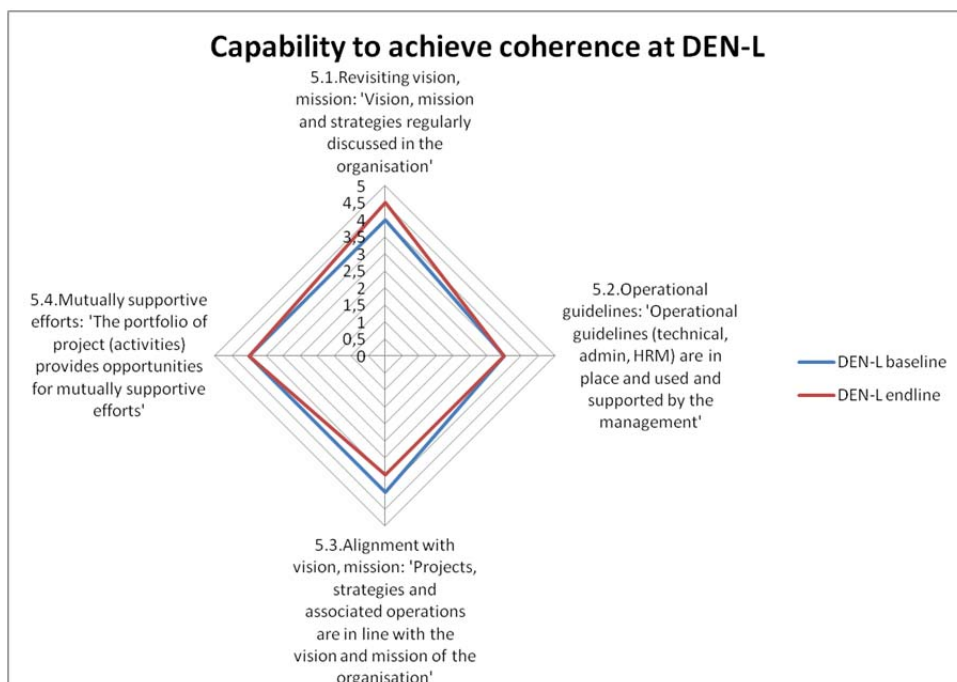 Capability to achieve coherence at DEN-L
5.1.Revisiting vision,
mission: 'Vision, mission
and strategies regularly
discussed in the
organisation'
5
4,5
4
3,5
3
2,5
2
1,5
1
0,5
0
5.2.Operational
guidelines: 'Operational
guidelines (technical,
admin, HRM) are in
place and used and
supported by the
management'
5.3.Alignment with
vision, mission: 'Projects,
strategies and
associated operations
are in line with the
vision and mission of the
organisation'
5.4.Mutually supportive
efforts: 'The portfolio of
project (activities)
provides opportunities
for mutually supportive
efforts'
DEN-L baseline
DEN-L endline